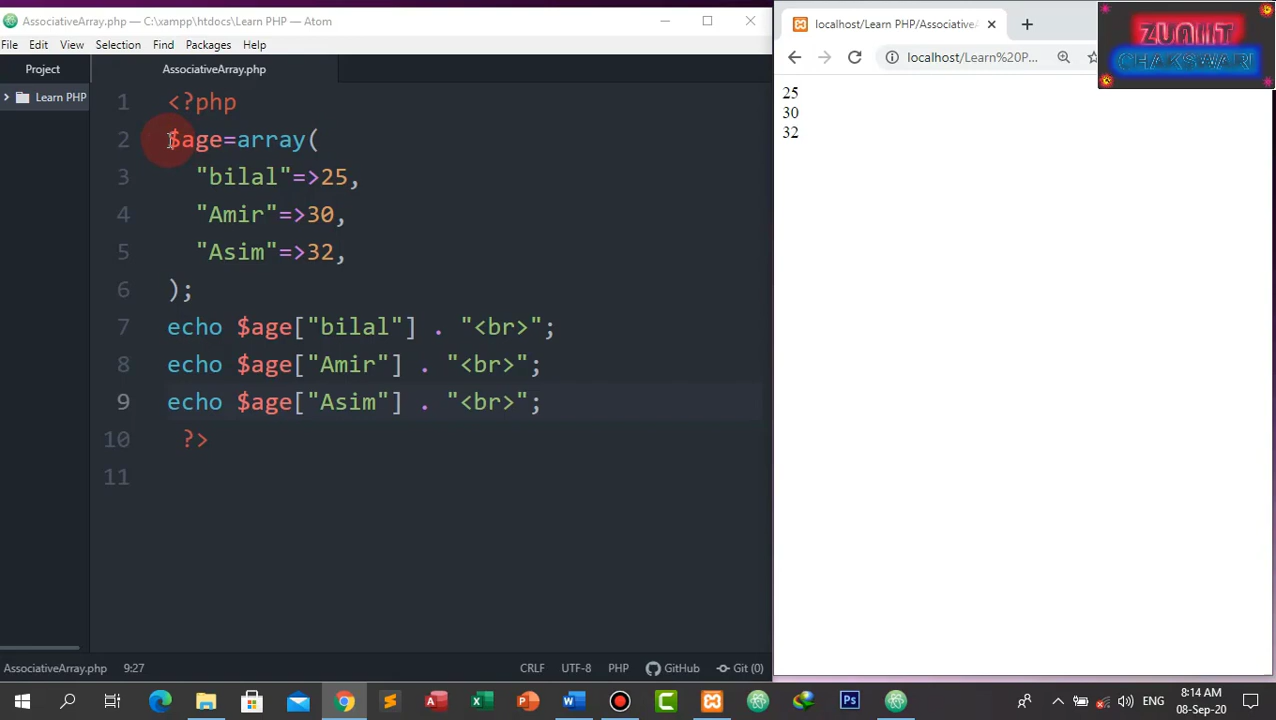 AssociativeArray.php — C:\xampp\htdocs\Learn PHP — Atom
File Edit View Selection Find Packages Help
Project
AssociativeArray.php
Learn PHP
1 <?php
2 $age=array(
3 "bilal"=>25,
4 "Amir"=>30,
5 "Asim"=>32,
6 );
7 echo $age["bilal"] . "<br>";
8 echo $age["Amir"] . "<br>";
9 echo $age["Asim"] . "<br>";
10 ?>
11
AssociativeArray.php 9:27 CRLF UTF-8 PHP GitHub Git (0)
localhost/Learn PHP/Associative
localhost/Learn%20P...
ZUAIIT
CHAKSWARI
25
30
32
ENG
8:14 AM
08-Sep-20